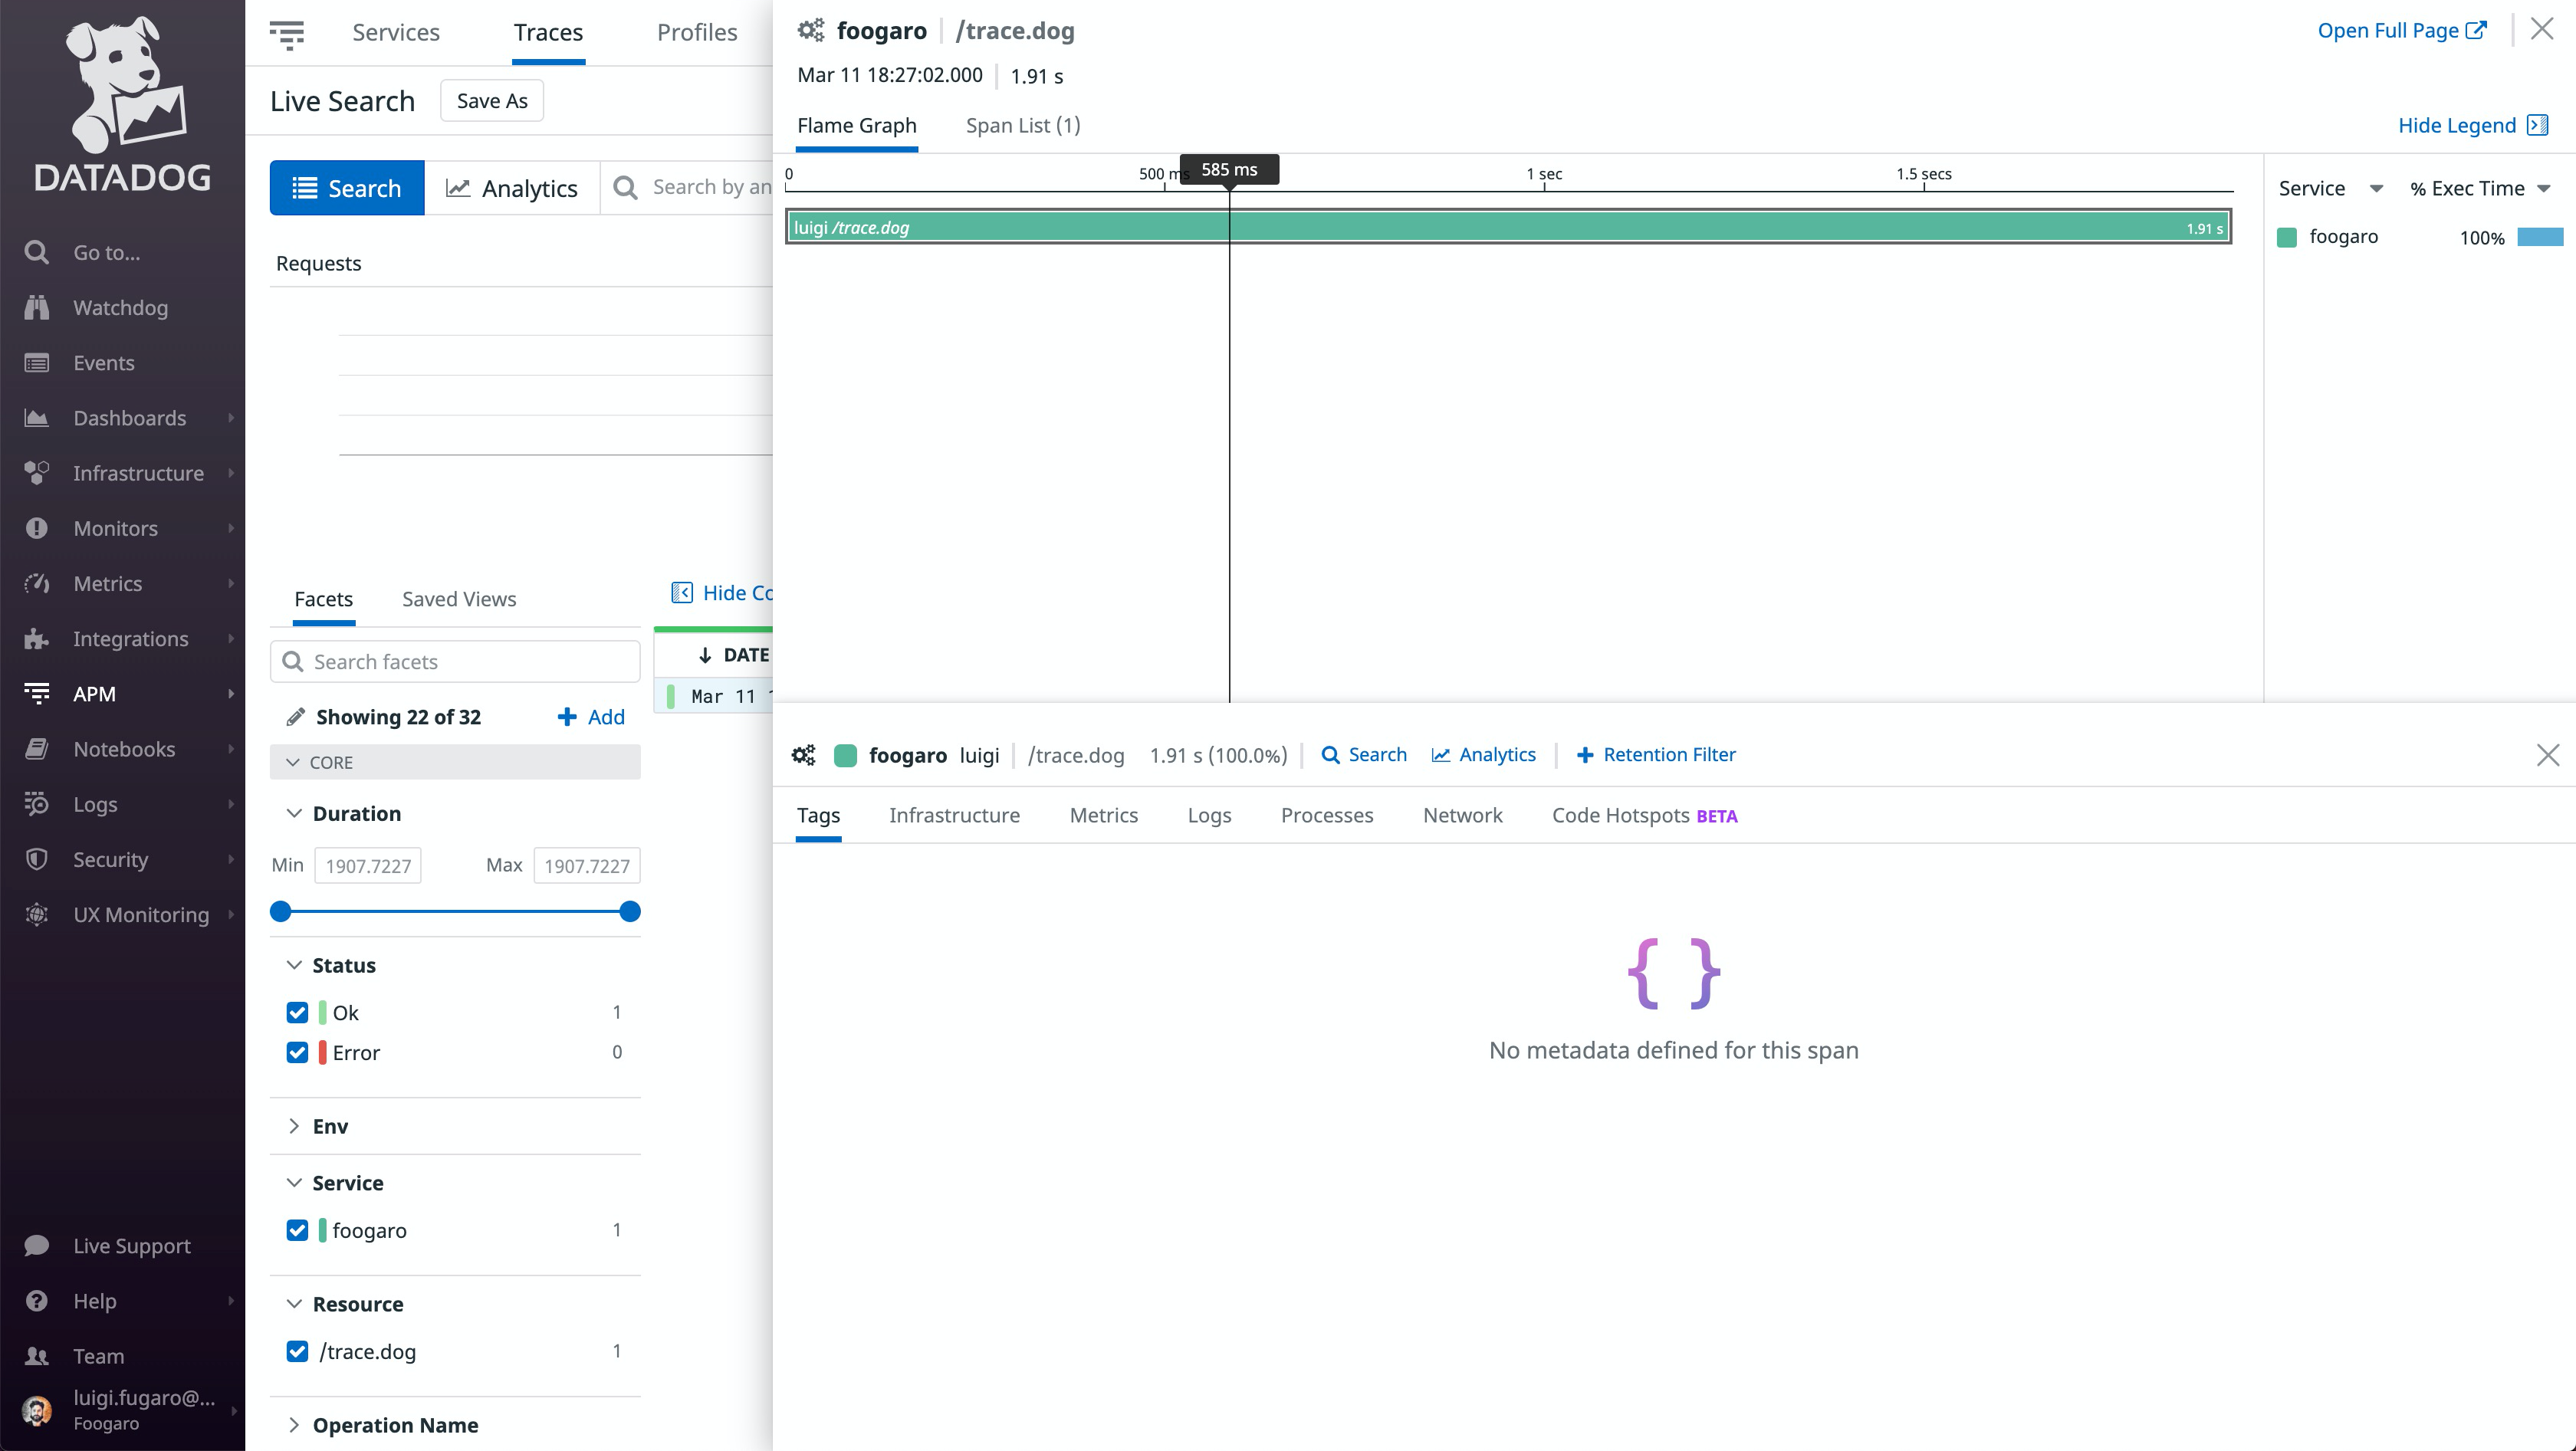 DATADOG
Go to...
Watchdog
Events
Dashboards
Infrastructure
Monitors
Metrics
Integrations
APM
Notebooks
Logs
Security
UX Monitoring
Live Support
Help
Team
luigi.fugaro@...
Foogaro
Services Traces Profiles
Live Search Save As
Search Analytics Search by an
Requests
Facets Saved Views
Hide Co
Search facets
DATE
Mar 11
Showing 22 of 32 Add
CORE
Duration
Min 1907.7227 Max 1907.7227
Status
Ok 1
Error 0
Env
Service
foogaro 1
Resource
/trace.dog 1
Operation Name
foogaro /trace.dog
Open Full Page
Mar 11 18:27:02.000 1.91 s
Flame Graph Span List (1)
Hide Legend
0 500 ms 585 ms 1 sec 1.5 secs
luigi /trace.dog 1.91 s
Service % Exec Time
foogaro 100%
foogaro luigi /trace.dog 1.91 s (100.0%) Search Analytics + Retention Filter
Tags Infrastructure Metrics Logs Processes Network Code Hotspots BETA
{ }
No metadata defined for this span